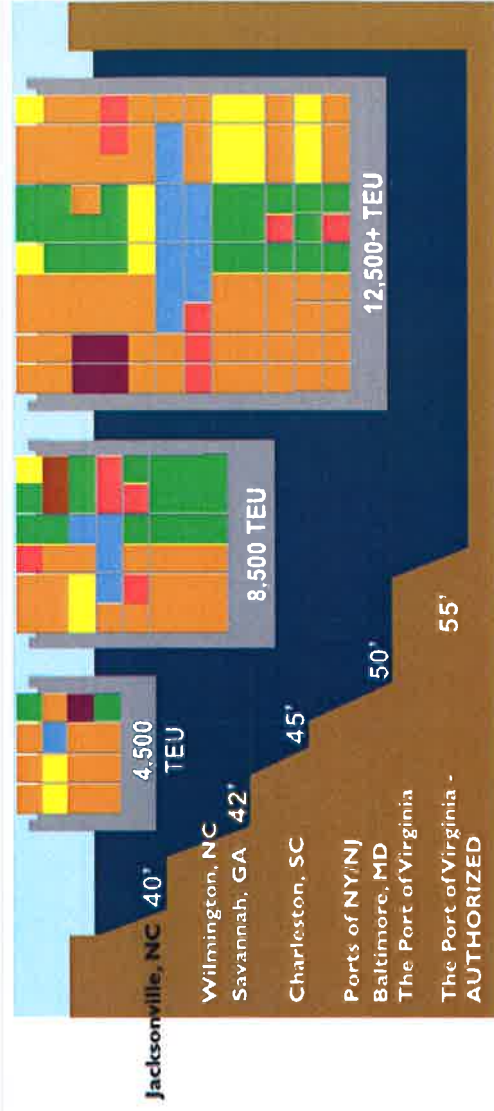 4,500
TEU
8,500 TEU
12,500+ TEU
Jacksonville, NC
40'
Wilmington, NC
Savannah, GA
42'
Charleston, SC
45'
Ports of NY/NJ
Baltimore, MD
The Port of Virginia
50'
The Port of Virginia -
AUTHORIZED
55'